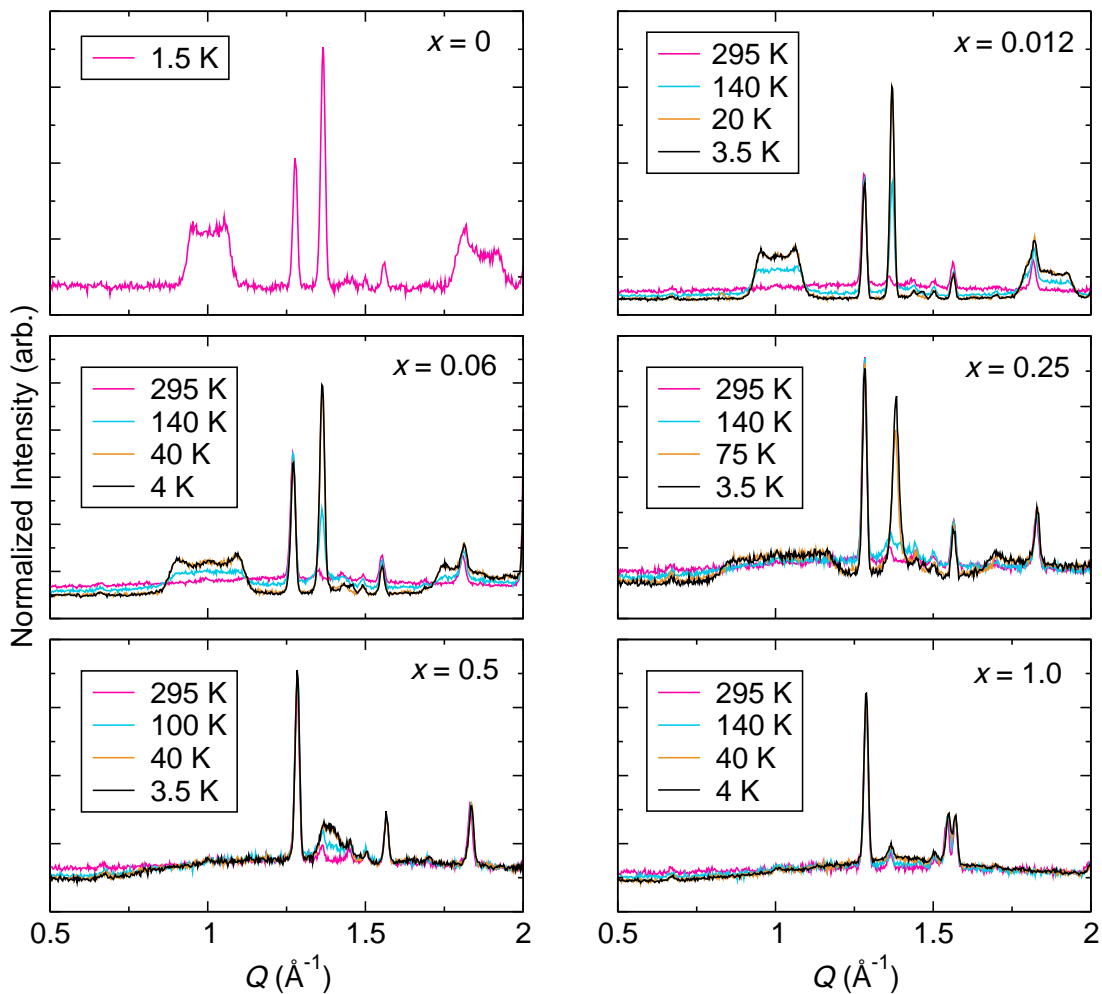 1.5 K
x = 0
295 K
140 K
20 K
3.5 K
x = 0.012
Normalized Intensity (arb.)
295 K
140 K
40 K
4 K
x = 0.06
295 K
140 K
75 K
3.5 K
x = 0.25
295 K
100 K
40 K
3.5 K
x = 0.5
0.5 1 1.5 2
Q (Å⁻¹)
295 K
140 K
40 K
4 K
x = 1.0
0.5 1 1.5 2
Q (Å⁻¹)